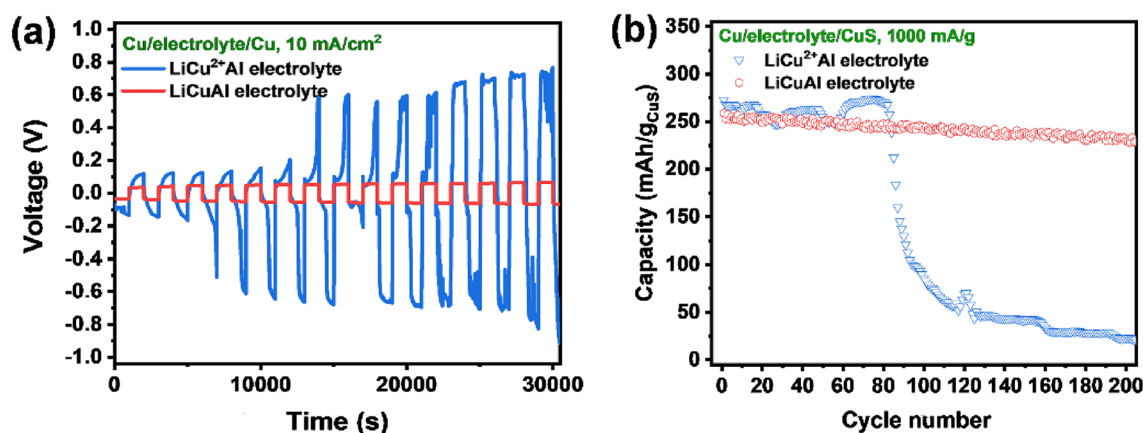 (a)
Cu/electrolyte/Cu, 10 mA/cm²
LiCu²⁺Al electrolyte
LiCuAl electrolyte
Voltage (V)
1.0
0.8
0.6
0.4
0.2
0.0
-0.2
-0.4
-0.6
-0.8
-1.0
0
10000
20000
30000
Time (s)
(b)
Cu/electrolyte/CuS, 1000 mA/g
LiCu²⁺Al electrolyte
LiCuAl electrolyte
Capacity (mAh/gCuS)
350
300
250
200
150
100
50
0
0
20
40
60
80
100
120
140
160
180
200
Cycle number